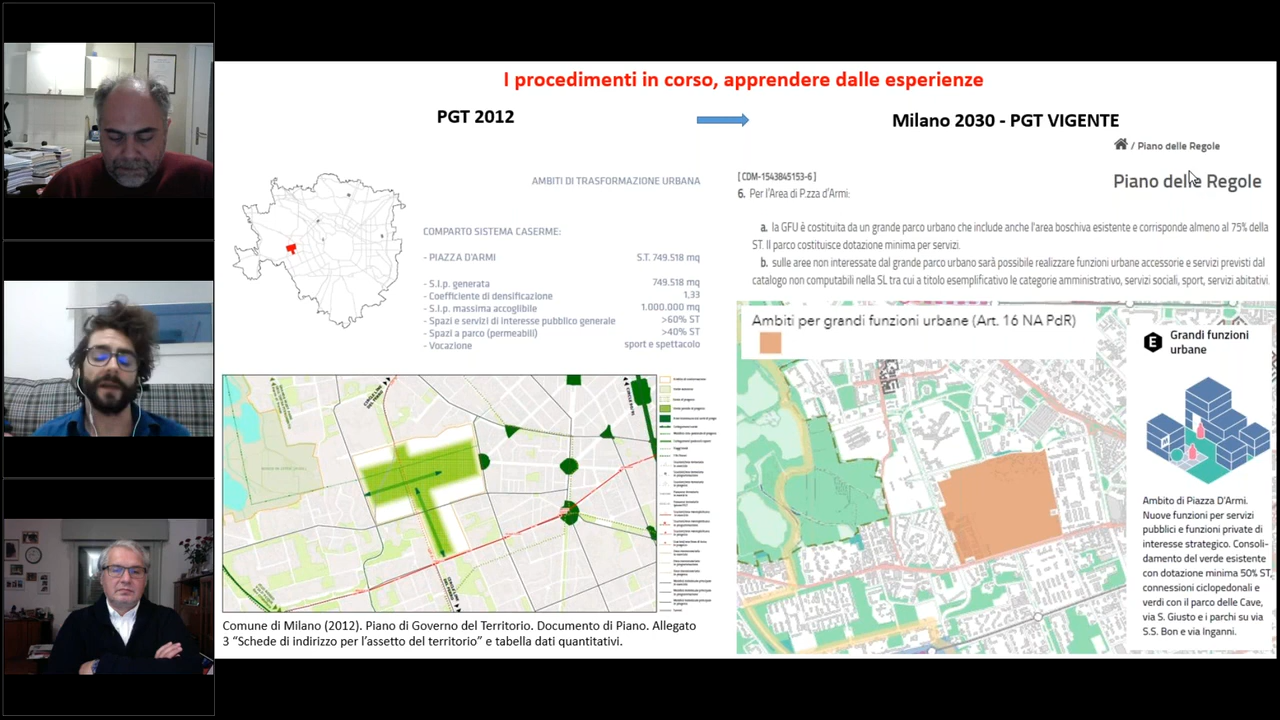 I procedimenti in corso, apprendere dalle esperienze
PGT 2012
Milano 2030 - PGT VIGENTE
/ Piano delle Regole
Piano delle Regole
AMBITI DI TRASFORMAZIONE URBANA
COMPARTO SISTEMA CASERME:
- PIAZZA D'ARMI S.T. 749.518 mq
- S.l.p. generata 749.518 mq
- Coefficiente di densificazione 1,33
- S.l.p. massima accoglibile 1.000.000 mq
- Spazi e servizi di interesse pubblico generale >60% ST
- Spazi a parco (permeabili) >40% ST
- Vocazione sport e spettacolo
[ CDM-1543845153-6 ]
6. Per l'Area di P.zza d'Armi:
a. la GFU è costituita da un grande parco urbano che include anche l'area boschiva esistente e corrisponde almeno al 75% della
ST. Il parco costituisce dotazione minima per servizi.
b. sulle aree non interessate dal grande parco urbano sarà possibile realizzare funzioni urbane accessorie e servizi previsti dal
catalogo non computabili nella SL tra cui a titolo esemplificativo le categorie amministrativo, servizi sociali, sport, servizi abitativi.
Ambiti per grandi funzioni urbane (Art. 16 NA PdR)
E
Grandi funzioni
urbane
Ambito di Piazza D'Armi.
Nuove funzioni per servizi
pubblici e funzioni private di
interesse strategico. Consoli-
damento del verde esistente
con dotazione minima 50% ST,
connessioni ciclopedonali e
verdi con il parco delle Cave,
via S. Giusto e i parchi su via
S.S. Bon e via Inganni.
Comune di Milano (2012). Piano di Governo del Territorio. Documento di Piano. Allegato
3 “Schede di indirizzo per l’assetto del territorio” e tabella dati quantitativi.